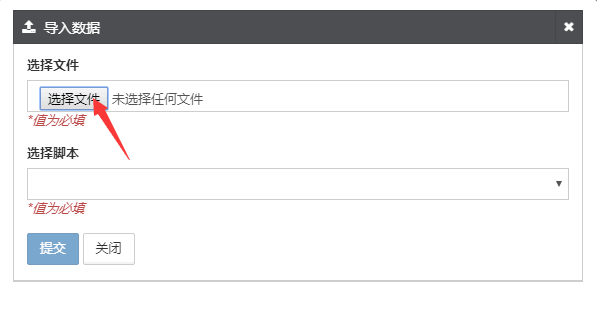 导入数据
选择文件
选择文件 未选择任何文件
*值为必填
选择脚本
*值为必填
提交 关闭